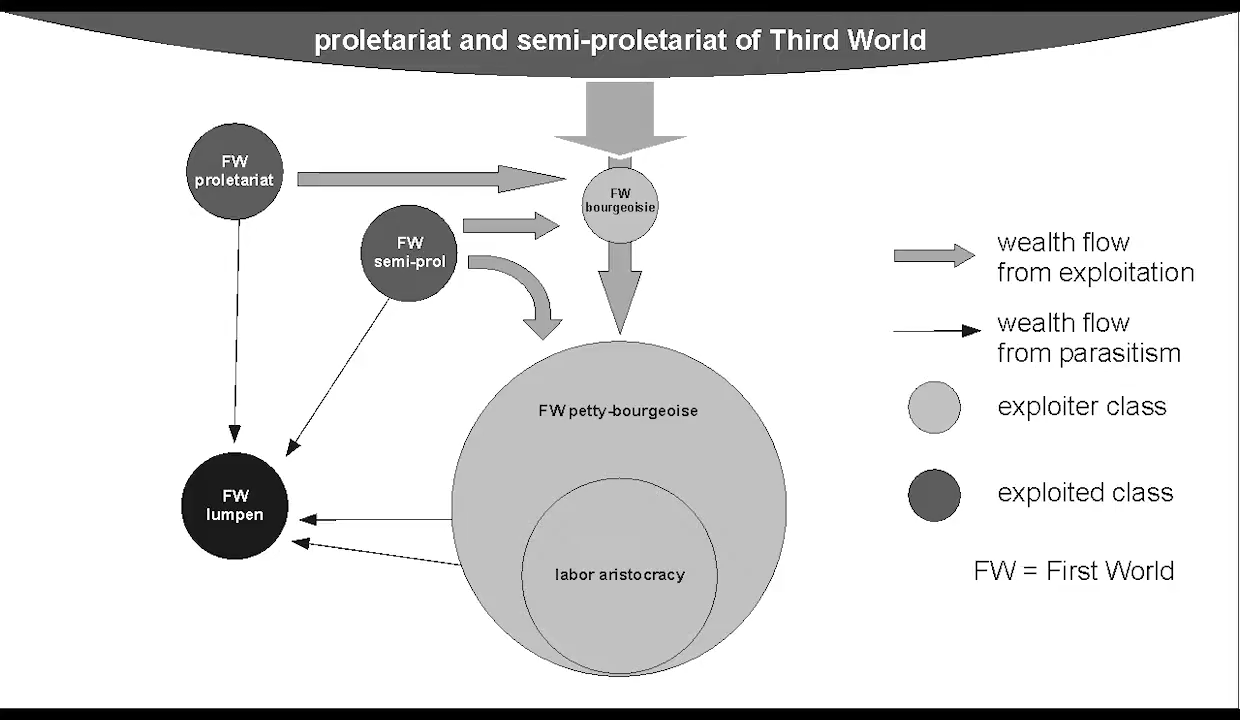 proletariat and semi-proletariat of Third World
FW
proletariat
FW
semi-prol
FW
bourgeoisie
wealth flow
from exploitation
wealth flow
from parasitism
exploiter class
exploited class
FW = First World
FW petty-bourgeoise
labor aristocracy
FW
lumpen